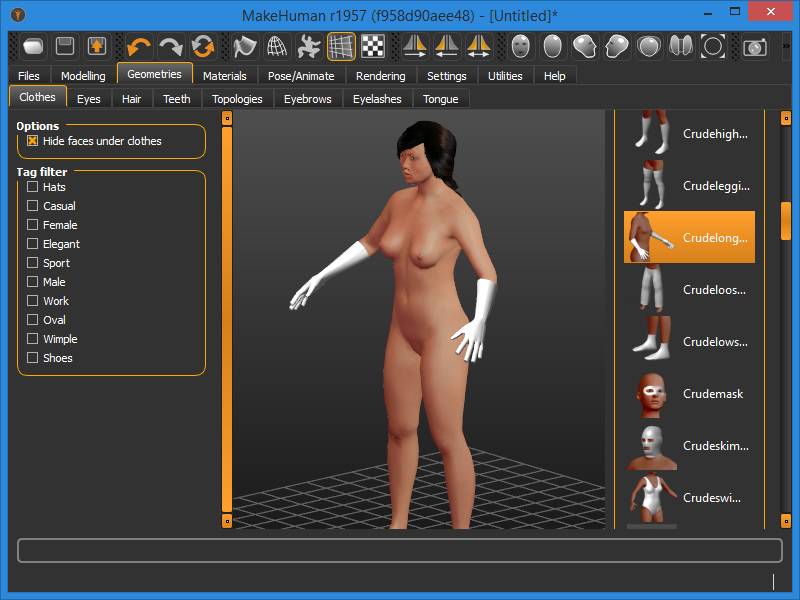 MakeHuman r1957 (f958d90aee48) - [Untitled]*
Files Modelling Geometries Materials Pose/Animate Rendering Settings Utilities Help
Clothes Eyes Hair Teeth Topologies Eyebrows Eyelashes Tongue
Options
Hide faces under clothes
Tag filter
Hats
Casual
Female
Elegant
Sport
Male
Work
Oval
Wimple
Shoes
Crudehigh...
Crudeleggi...
Crudelong...
Crudeloos...
Crudelows...
Crudemask
Crudeskim...
Crudeswi...